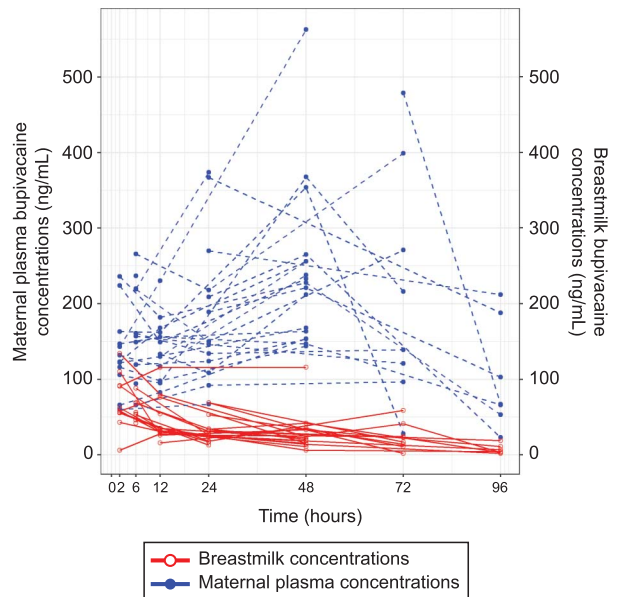 Maternal plasma bupivacaine
concentrations (ng/mL)
500
400
300
200
100
0
500
400
300
200
100
0
Breastmilk bupivacaine
concentrations (ng/mL)
0 2 6 12 24 48 72 96
Time (hours)
Breastmilk concentrations
Maternal plasma concentrations